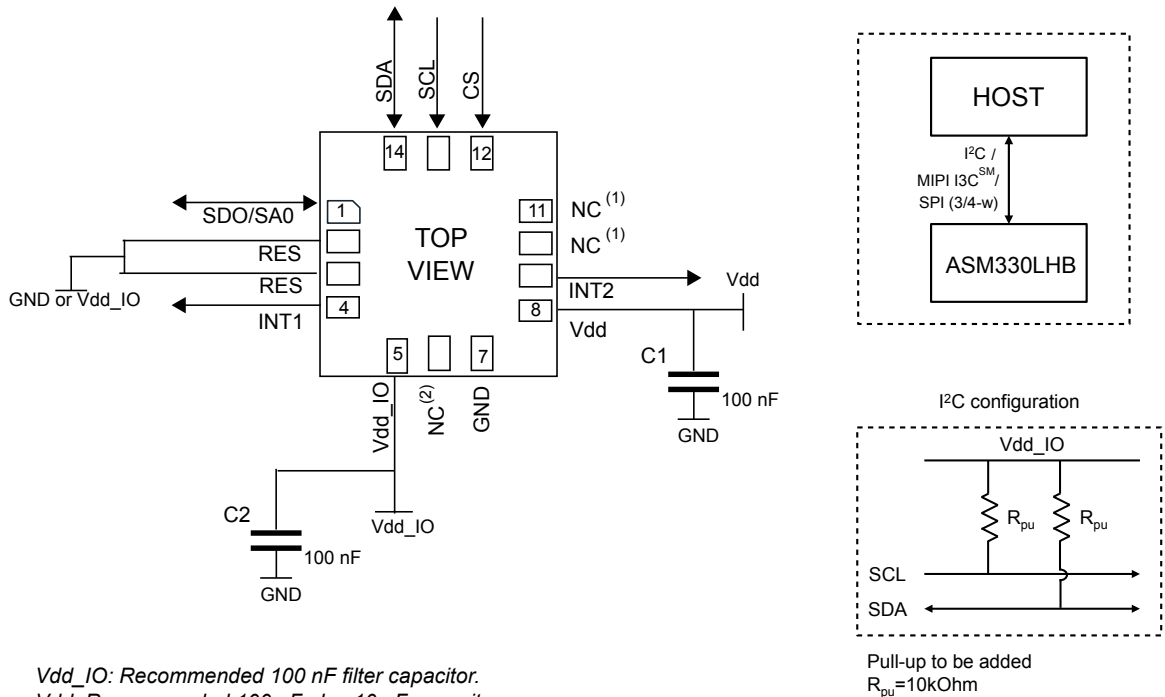 SDA
SCL
CS
14
12
1
SDO/SA0
RES
RES
GND or Vdd_IO
INT1
4
TOP
VIEW
11
NC (1)
NC (1)
INT2
8
Vdd
Vdd
5
7
Vdd_IO
NC(2)
GND
C1
100 nF
GND
C2
100 nF
GND
Vdd_IO
HOST
I2C /
MIPI I3CSM/
SPI (3/4-w)
ASM330LHB
I2C configuration
Vdd_IO
Rpu
Rpu
SCL
SDA
Pull-up to be added
Rpu=10kOhm
Vdd_IO: Recommended 100 nF filter capacitor.